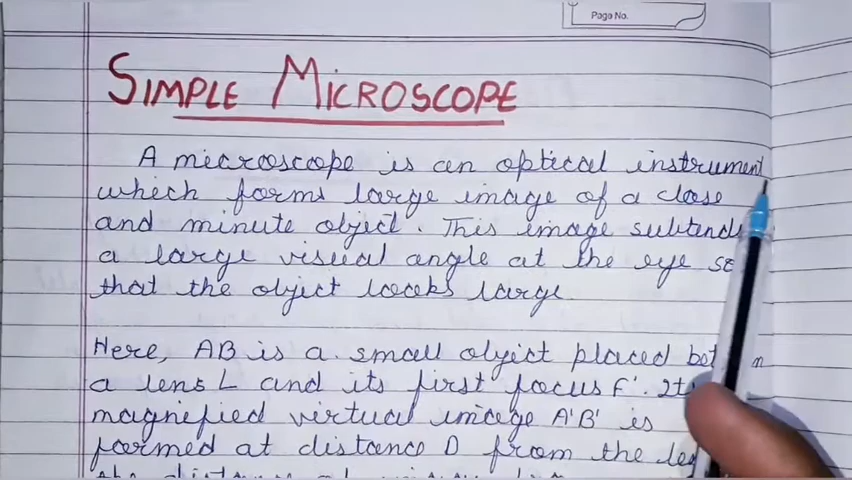 Page No.
SIMPLE MICROSCOPE
A microscope is an optical instrument
which forms large image of a close
and minute object. This image subtends
a large visual angle at the eye so
that the object looks large.
Here, AB is a small object placed
a lens L and its first focus F'. Its
magnified virtual image A'B' is
formed at distance D from the